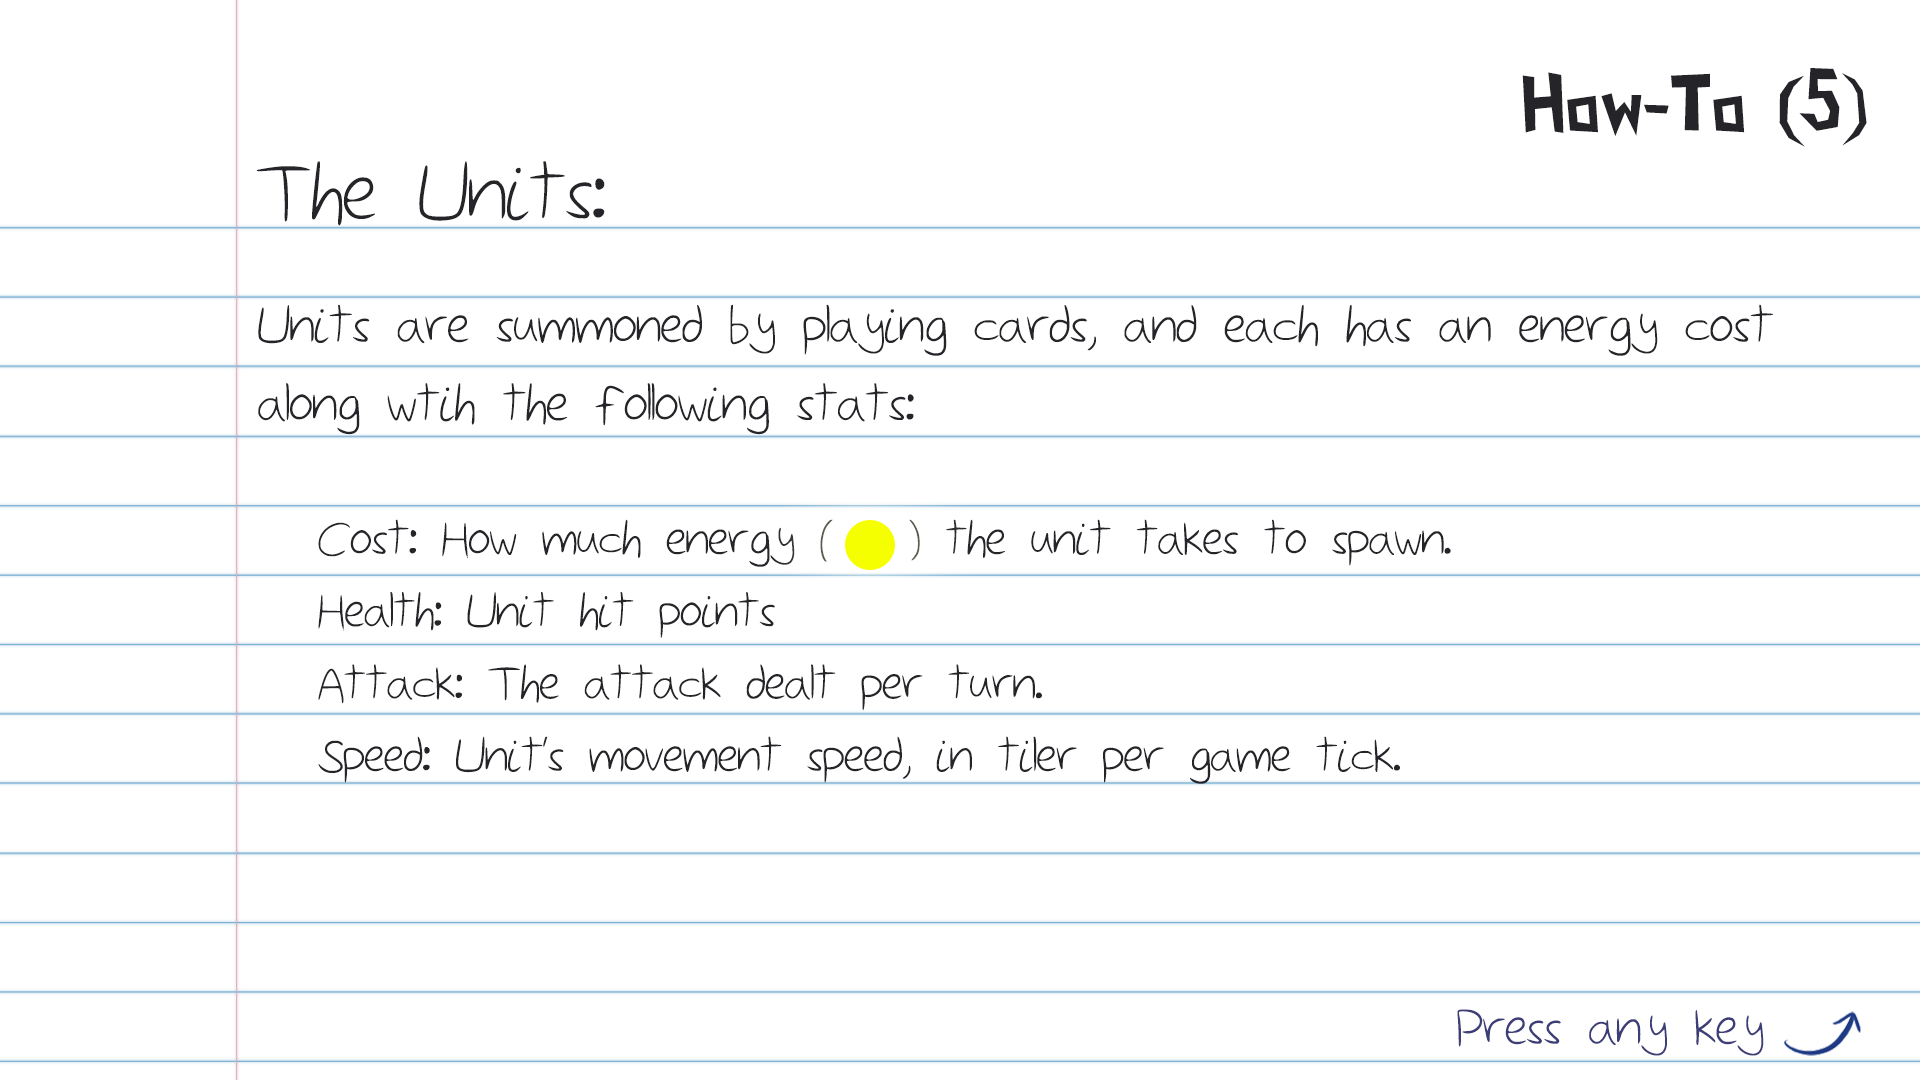 How-To (5)
The Units:
Units are summoned by playing cards, and each has an energy cost
along wtih the following stats:
Cost: How much energy ( ) the unit takes to spawn.
Health: Unit hit points
Attack: The attack dealt per turn.
Speed: Unit's movement speed, in tiler per game tick.
Press any key